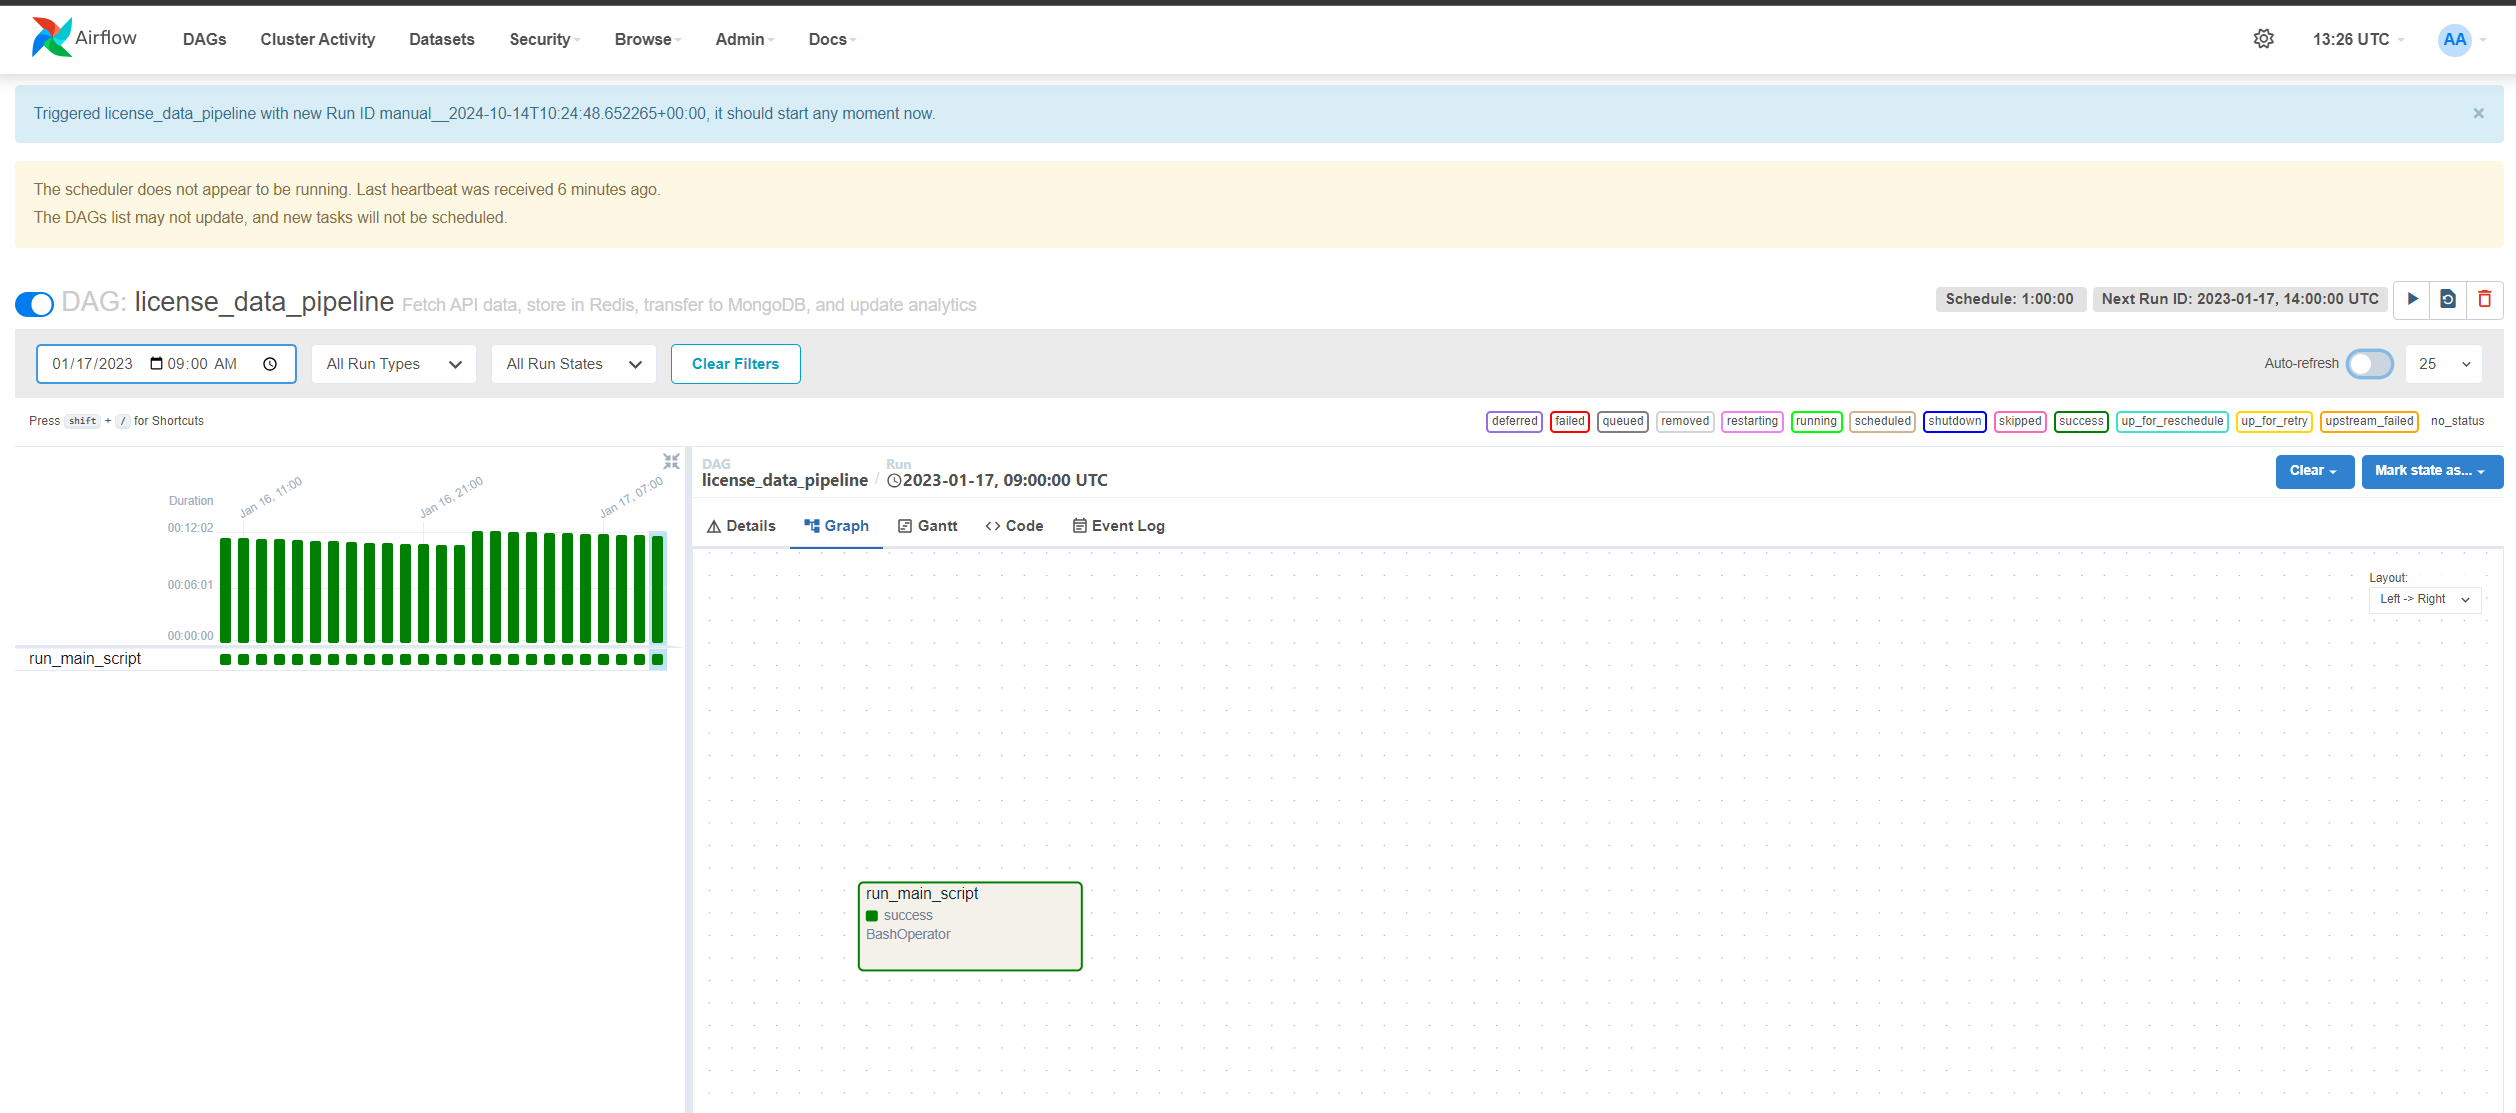 Airflow DAGs Cluster Activity Datasets Security Browse Admin Docs 13:26 UTC AA
Triggered license_data_pipeline with new Run ID manual__2024-10-14T10:24:48.652265+00:00, it should start any moment now. ×
The scheduler does not appear to be running. Last heartbeat was received 6 minutes ago.
The DAGs list may not update, and new tasks will not be scheduled.
DAG: license_data_pipeline Fetch API data, store in Redis, transfer to MongoDB, and update analytics Schedule: 1:00:00 Next Run ID: 2023-01-17, 14:00:00 UTC
01/17/2023 09:00 AM All Run Types All Run States Clear Filters Auto-refresh 25
Press shift + / for Shortcuts deferred failed queued removed restarting running scheduled shutdown skipped success up_for_reschedule up_for_retry upstream_failed no_status
Duration
Jan 16, 11:00 Jan 16, 21:00 Jan 17, 07:00
00:12:02
00:06:01
00:00:00
run_main_script
DAG Run
license_data_pipeline / 2023-01-17, 09:00:00 UTC Clear Mark state as...
Details Graph Gantt Code Event Log
Layout:
Left -> Right
run_main_script
success
BashOperator